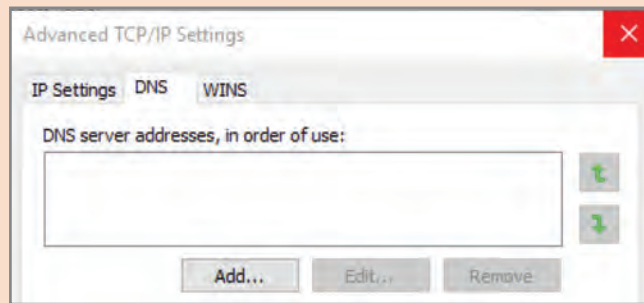 Advanced TCP/IP Settings
IP Settings DNS WINS
DNS server addresses, in order of use:
Add... Edit... Remove